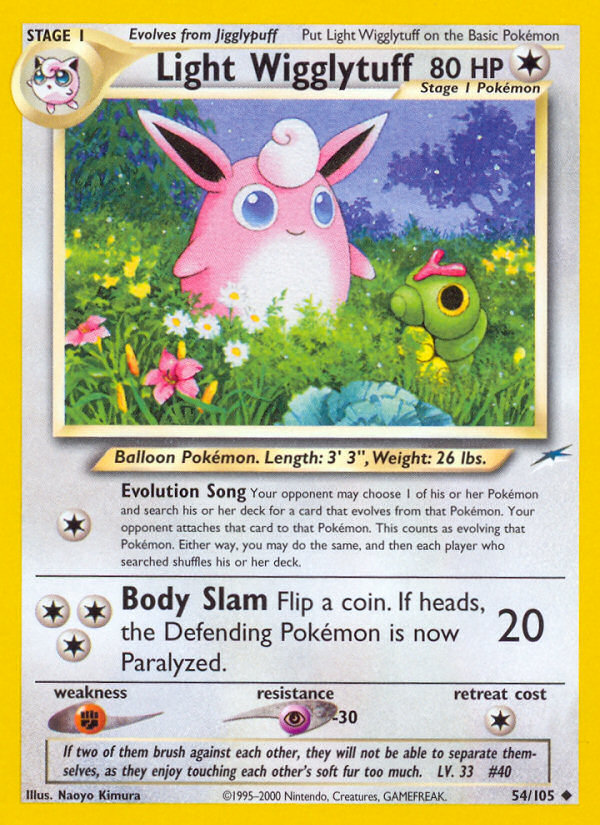 STAGE 1 Evolves from Jigglypuff Put Light Wigglytuff on the Basic Pokémon
Light Wigglytuff 80 HP
Stage 1 Pokémon
Balloon Pokémon. Length: 3' 3", Weight: 26 lbs.
Evolution Song Your opponent may choose 1 of his or her Pokémon
and search his or her deck for a card that evolves from that Pokémon. Your
opponent attaches that card to that Pokémon. This counts as evolving that
Pokémon. Either way, you may do the same, and then each player who
searched shuffles his or her deck.
Body Slam Flip a coin. If heads,
the Defending Pokémon is now
Paralyzed.
20
weakness resistance retreat cost
-30
If two of them brush against each other, they will not be able to separate them-
selves, as they enjoy touching each other's soft fur too much. LV. 33 #40
Illus. Naoyo Kimura ©1995-2000 Nintendo, Creatures, GAMEFREAK. 54/105